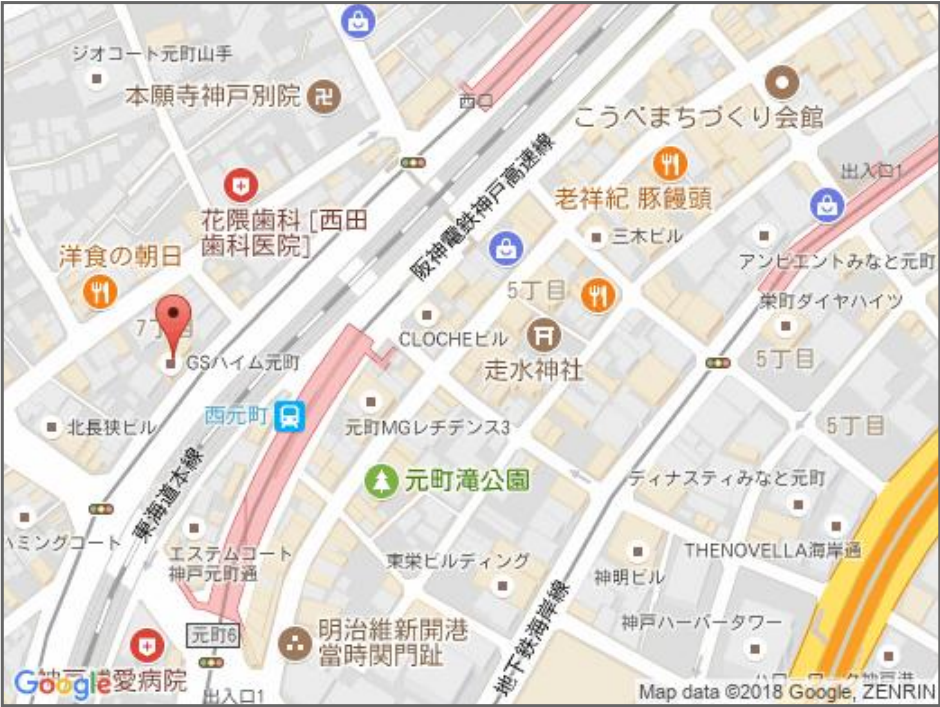 ジオコート元町山手
本願寺神戸別院
卍
西口
こうべまちづくり会館
阪神電鉄神戸高速線
出入口1
花隈歯科 [西田
歯科医院]
老祥紀 豚饅頭
三木ビル
洋食の朝日
アンビエントみなと元町
5丁目
栄町ダイヤハイツ
7丁目
CLOCHEビル
GSハイム元町
走水神社
5丁目
西元町
北長狭ビル
元町MGレヂデンス3
5丁目
東海道本線
元町滝公園
ディナスティみなと元町
ハミングコート
エステムコート
神戸元町通
東栄ビルディング
THENOVELLA海岸通
神明ビル
地下鉄海岸線
神戸ハーバータワー
元町6
明治維新開港
當時関門趾
Google
神戸博愛病院
出入口1
Map data ©2018 Google, ZENRIN